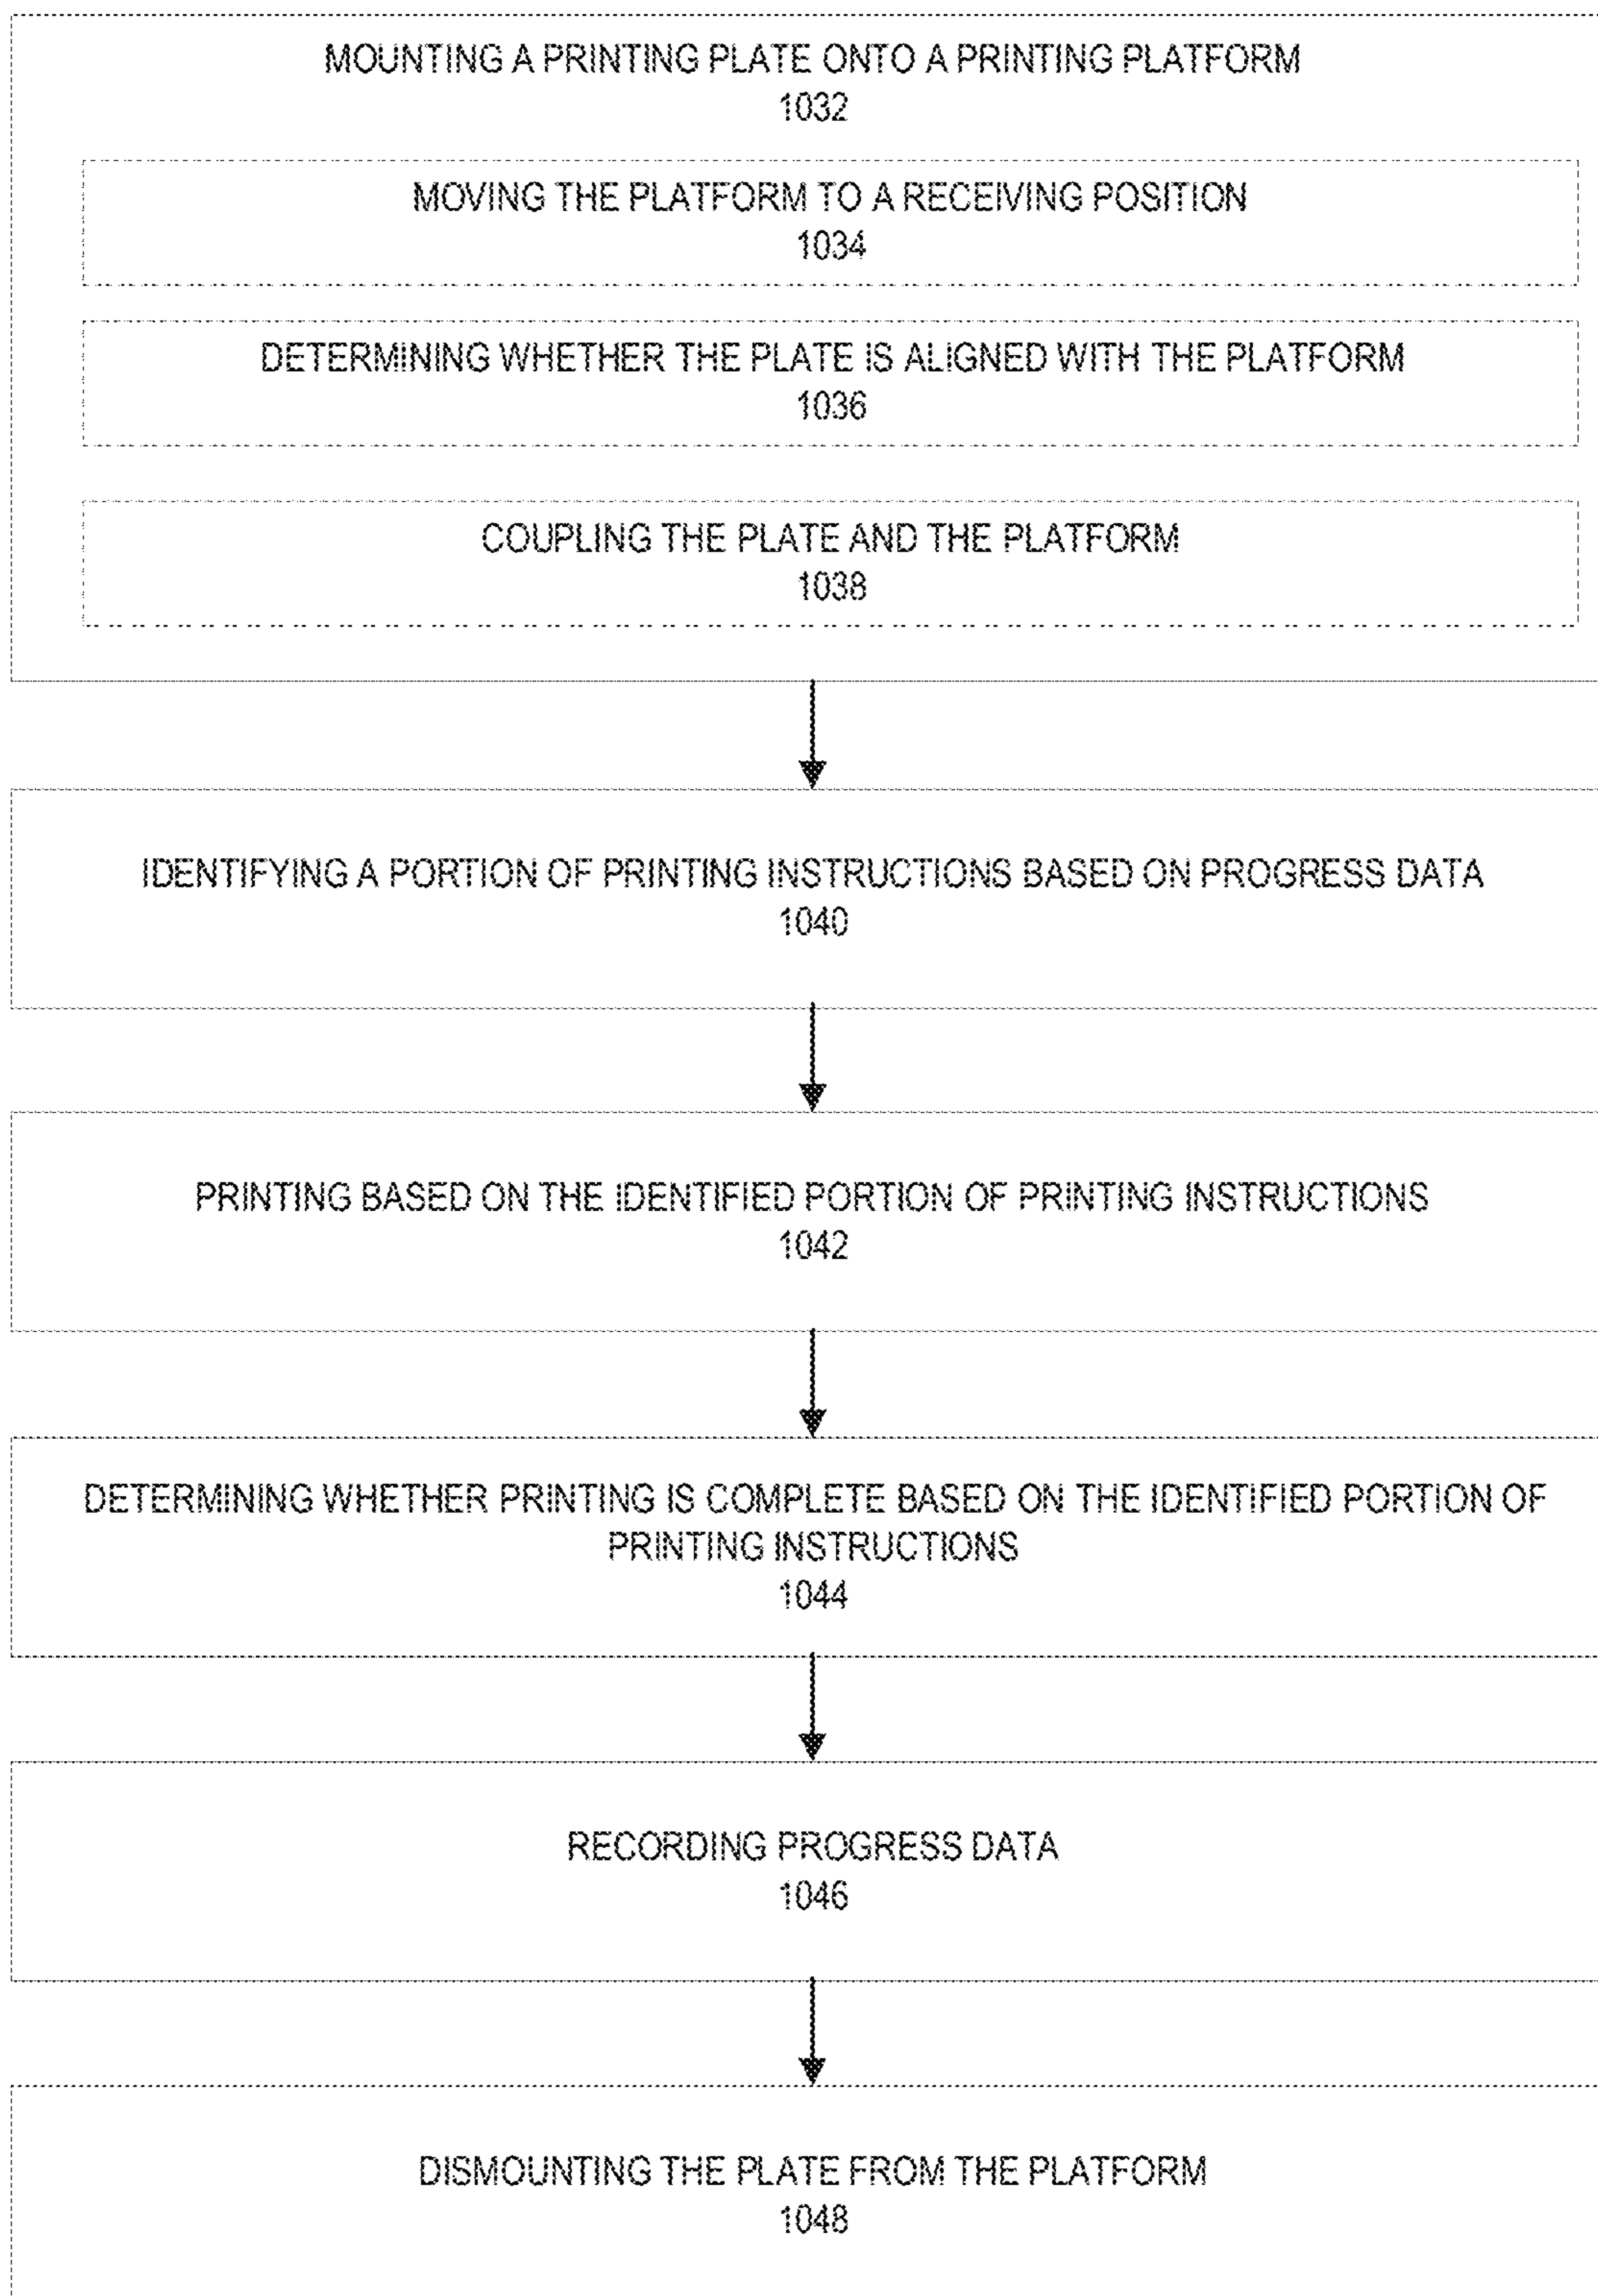 MOUNTING A PRINTING PLATE ONTO A PRINTING PLATFORM
1032
MOVING THE PLATFORM TO A RECEIVING POSITION
1034
DETERMINING WHETHER THE PLATE IS ALIGNED WITH THE PLATFORM
1036
COUPLING THE PLATE AND THE PLATFORM
1038
IDENTIFYING A PORTION OF PRINTING INSTRUCTIONS BASED ON PROGRESS DATA
1040
PRINTING BASED ON THE IDENTIFIED PORTION OF PRINTING INSTRUCTIONS
1042
DETERMINING WHETHER PRINTING IS COMPLETE BASED ON THE IDENTIFIED PORTION OF
PRINTING INSTRUCTIONS
1044
RECORDING PROGRESS DATA
1046
DISMOUNTING THE PLATE FROM THE PLATFORM
1048